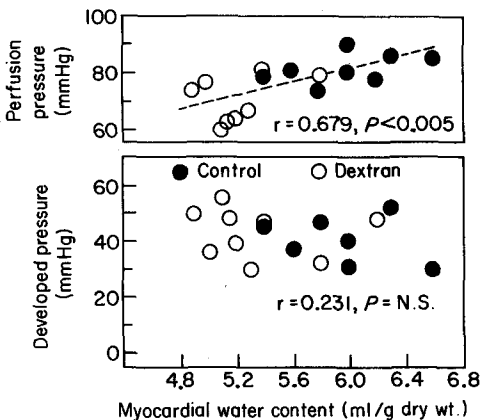 Perfusion
pressure
(mmHg)
100
80
60
r=0.679, P<0.005
Developed pressure
(mmHg)
● Control ○ Dextran
60
40
20
0
r=0.231, P=N.S.
4.8 5.2 5.6 6.0 6.4 6.8
Myocardial water content (ml/g dry wt.)